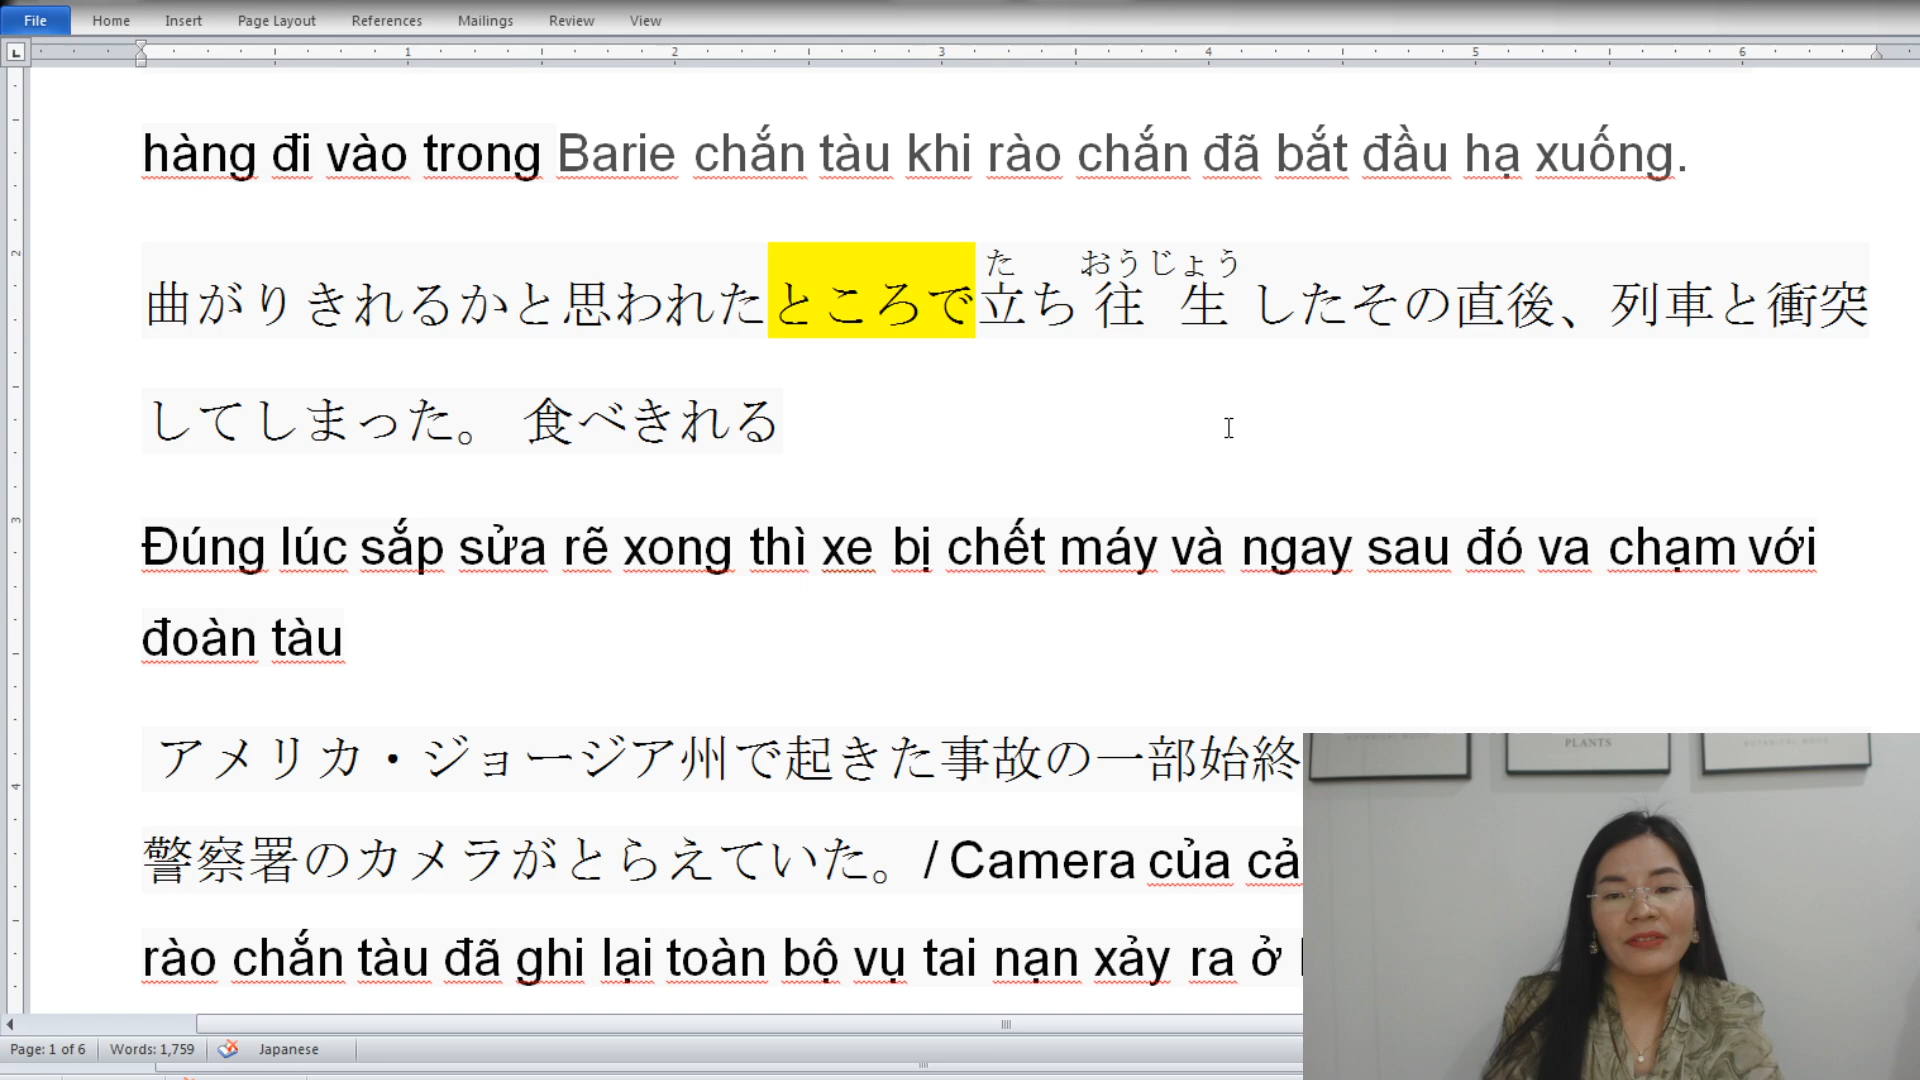 File Home Insert Page Layout References Mailings Review View
1 2 3 4 5 6
hàng đi vào trong Barie chắn tàu khi rào chắn đã bắt đầu hạ xuống.
た おうじょう
曲がりきれるかと思われたところで立ち往生したその直後、列車と衝突
してしまった。 食べきれる
Đúng lúc sắp sửa rẽ xong thì xe bị chết máy và ngay sau đó va chạm với
đoàn tàu
アメリカ・ジョージア州で起きた事故の一部始終
警察署のカメラがとらえていた。/ Camera của cả
rào chắn tàu đã ghi lại toàn bộ vụ tai nạn xảy ra ở
PLANTS
Page: 1 of 6 Words: 1,759 Japanese